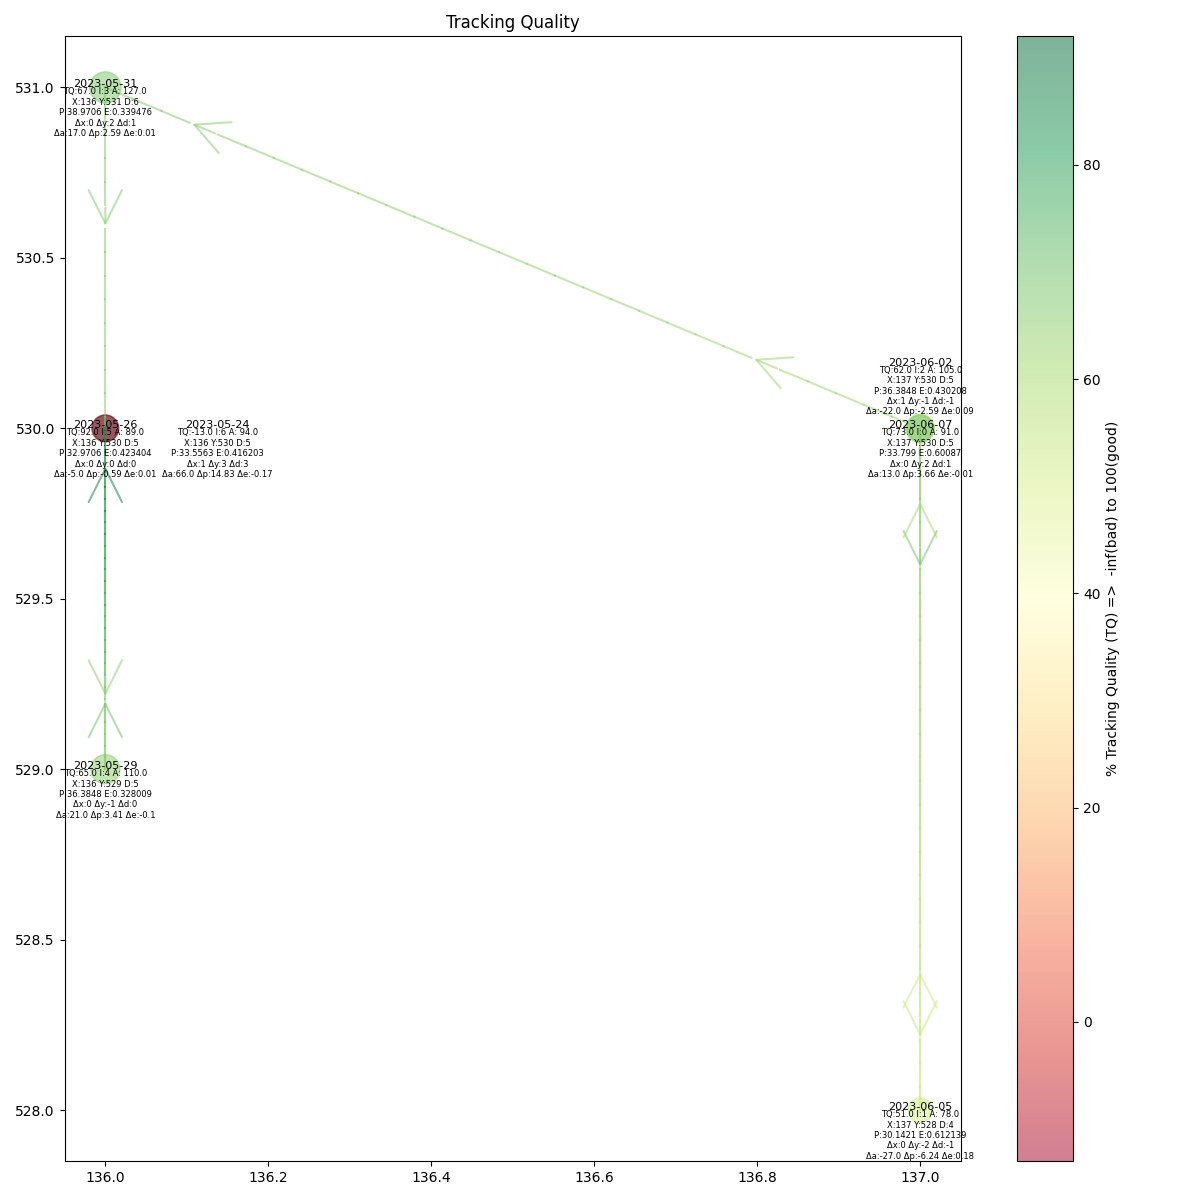 Tracking Quality
531.0
530.5
530.0
529.5
529.0
528.5
528.0
2023-05-31
TQ:67.0 I:3 A: 127.0
X:136 Y:531 D:6
P:38.9706 E:0.339476
Δx:0 Δy:2 Δd:1
Δa:17.0 Δp:2.59 Δe:0.01
2023-06-02
TQ:62.0 I:2 A: 105.0
X:137 Y:530 D:5
P:36.3848 E:0.430208
Δx:1 Δy:-1 Δd:-1
Δa:-22.0 Δp:-2.59 Δe:0.09
2023-05-26
TQ:92.0 I:5 A: 89.0
X:136 Y:530 D:5
P:32.9706 E:0.423404
Δx:0 Δy:0 Δd:0
Δa:-5.0 Δp:-0.59 Δe:0.01
2023-05-24
TQ:-13.0 I:6 A: 94.0
X:136 Y:530 D:5
P:33.5563 E:0.416203
Δx:1 Δy:3 Δd:3
Δa:66.0 Δp:14.83 Δe:-0.17
2023-06-07
TQ:73.0 I:0 A: 91.0
X:137 Y:530 D:5
P:33.799 E:0.60087
Δx:0 Δy:2 Δd:1
Δa:13.0 Δp:3.66 Δe:-0.01
2023-05-29
TQ:65.0 I:4 A: 110.0
X:136 Y:529 D:5
P:36.3848 E:0.328009
Δx:0 Δy:-1 Δd:0
Δa:21.0 Δp:3.41 Δe:-0.1
2023-06-05
TQ:51.0 I:1 A: 78.0
X:137 Y:528 D:4
P:30.1421 E:0.612139
Δx:0 Δy:-2 Δd:-1
Δa:-27.0 Δp:-6.24 Δe:0.18
136.0
136.2
136.4
136.6
136.8
137.0
80
60
40
20
0
% Tracking Quality (TQ) =>  -inf(bad) to 100(good)